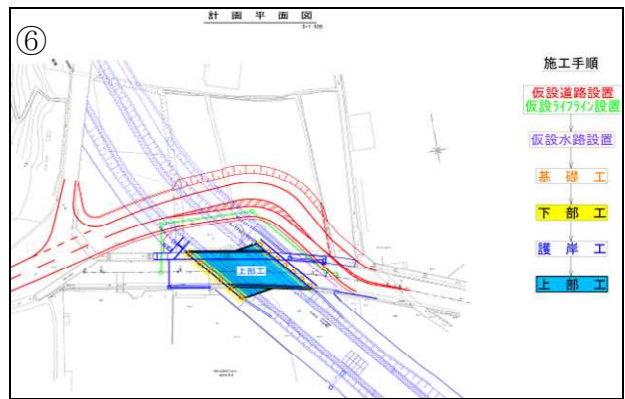 計画平面図
S=1:500
⑥
施工手順
仮設道路設置
仮設ライフライン設置
仮設水路設置
基礎工
下部工
護岸工
上部工
上部工